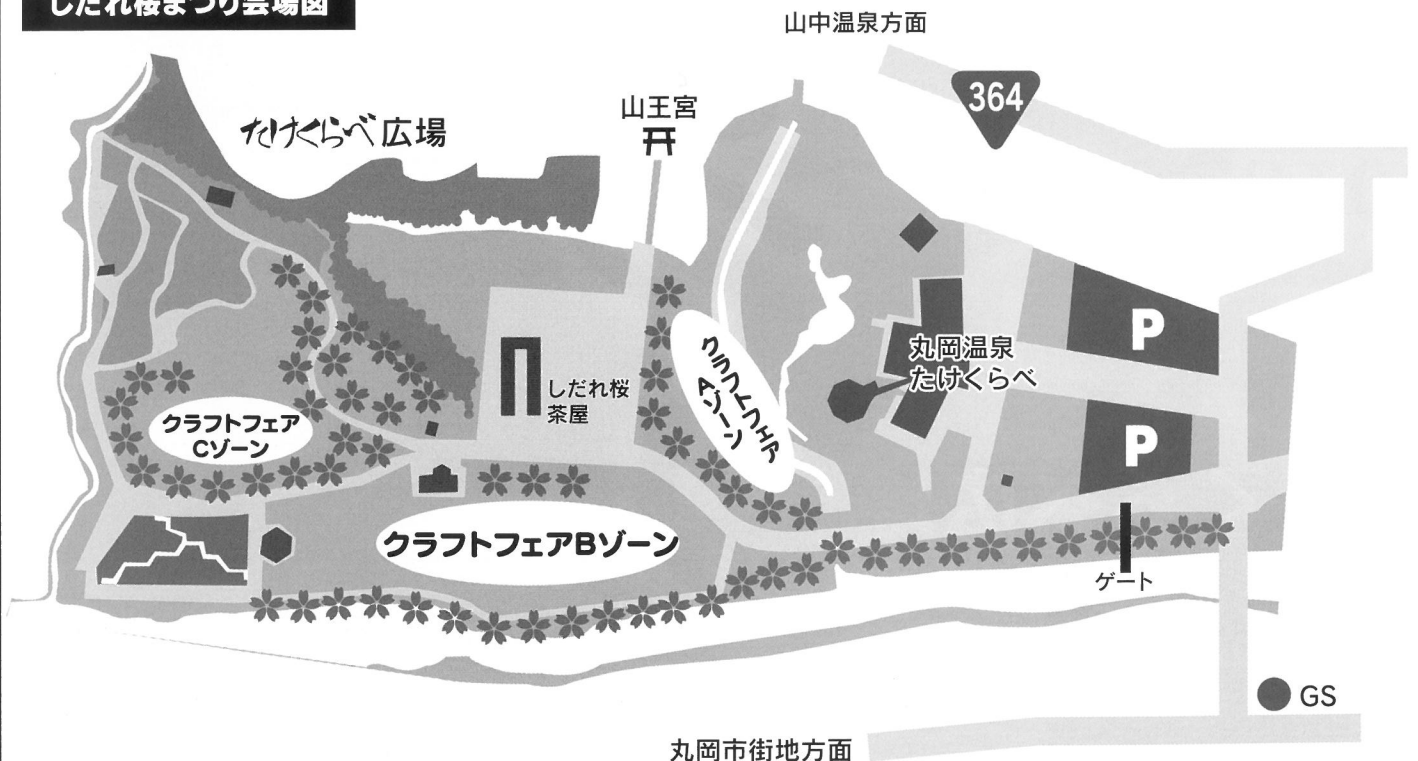 しだれ桜まつり会場図
山中温泉方面
364
山王宮
たけくらべ広場
P
丸岡温泉
たけくらべ
クラフトフェア
Aゾーン
しだれ桜
茶屋
クラフトフェア
Cゾーン
P
クラフトフェアBゾーン
ゲート
GS
丸岡市街地方面